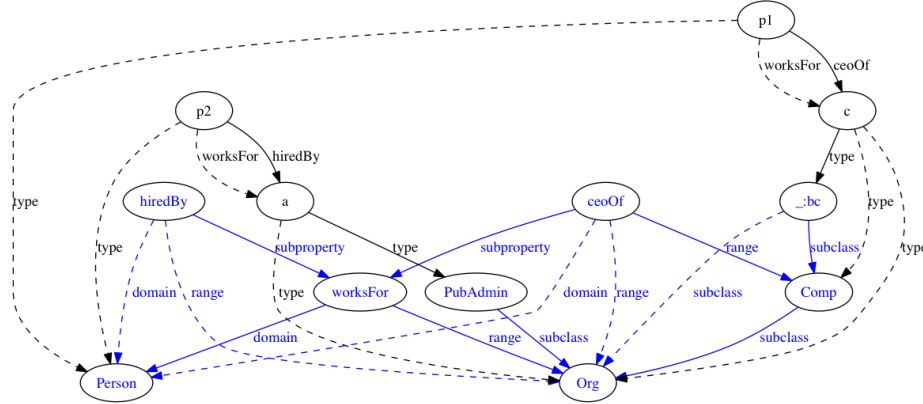 p1
worksFor ceoOf
p2 c
worksFor hiredBy type
hiredBy a ceoOf _:bc
type type subproperty type subproperty range subclass type type
worksFor PubAdmin Comp
domain range type domain range subclass
domain range subclass subclass
Person Org